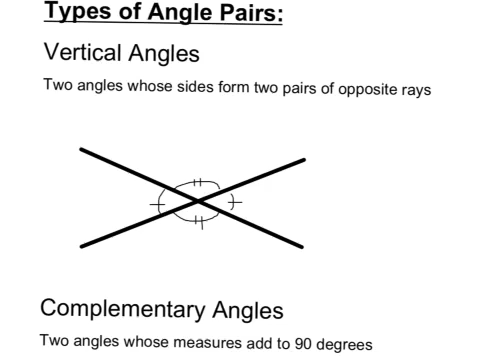 Types of Angle Pairs:
Vertical Angles
Two angles whose sides form two pairs of opposite rays
Complementary Angles
Two angles whose measures add to 90 degrees